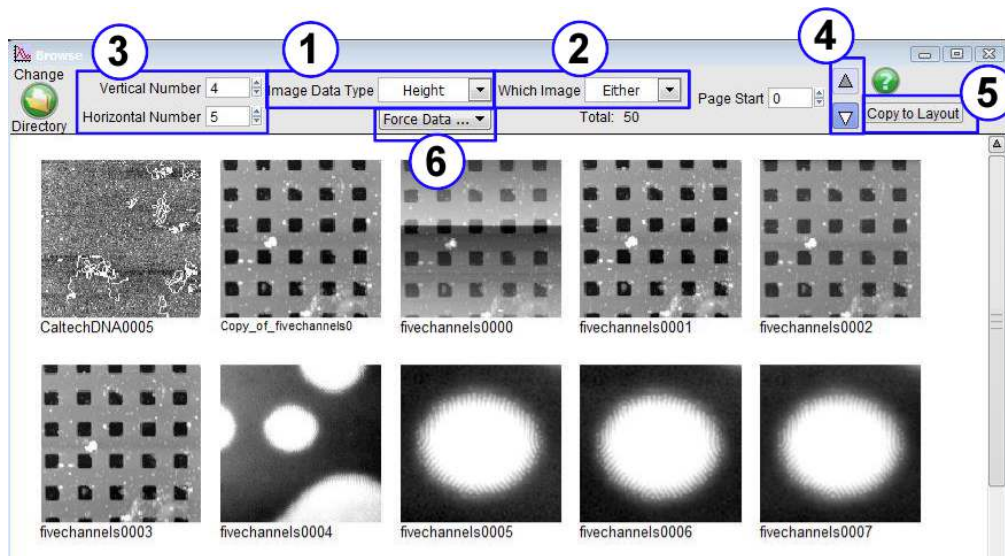 3
1
2
4
5
6
Browse
Change
Directory
Vertical Number 4
Horizontal Number 5
Image Data Type Height
Force Data ...
Which Image Either
Total: 50
Page Start 0
?
Copy to Layout
CaltechDNA0005
Copy_of_fivechannels0
fivechannels0000
fivechannels0001
fivechannels0002
fivechannels0003
fivechannels0004
fivechannels0005
fivechannels0006
fivechannels0007